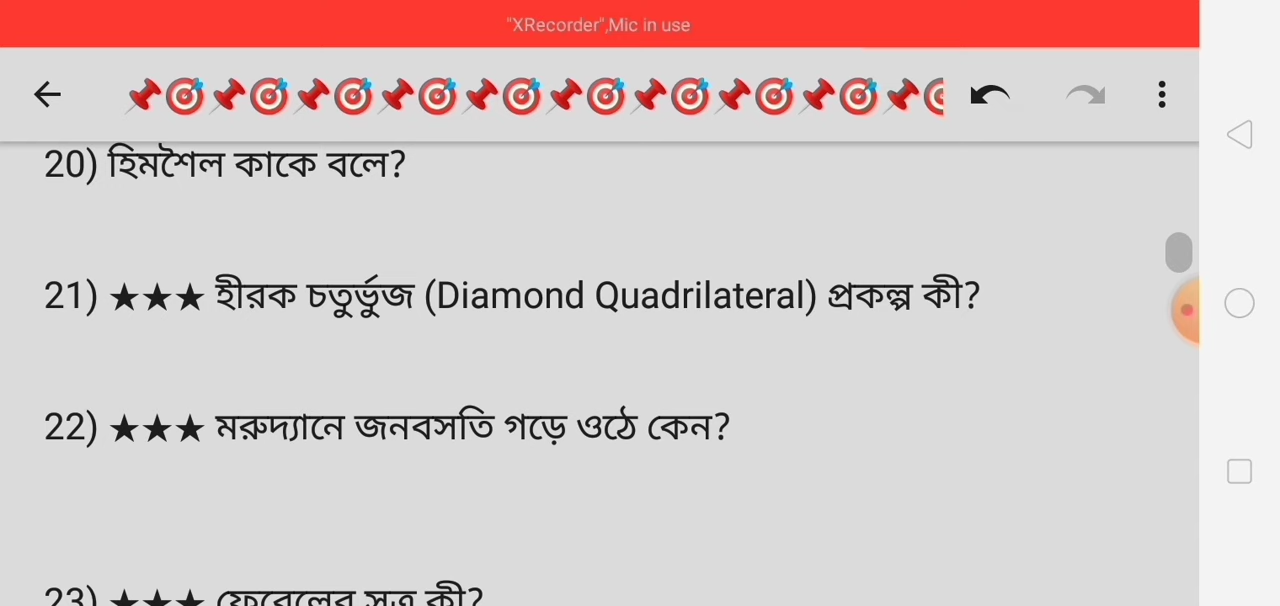 "XRecorder",Mic in use
📌🎯📌🎯📌🎯📌🎯📌🎯📌🎯📌🎯📌🎯📌🎯📌
20) হিমশৈল কাকে বলে?
21) ★★★ হীরক চতুর্ভুজ (Diamond Quadrilateral) প্রকল্প কী?
22) ★★★ মরুদ্যানে জনবসতি গড়ে ওঠে কেন?
23) ★★★ ফেরেলের সূত্র কী?